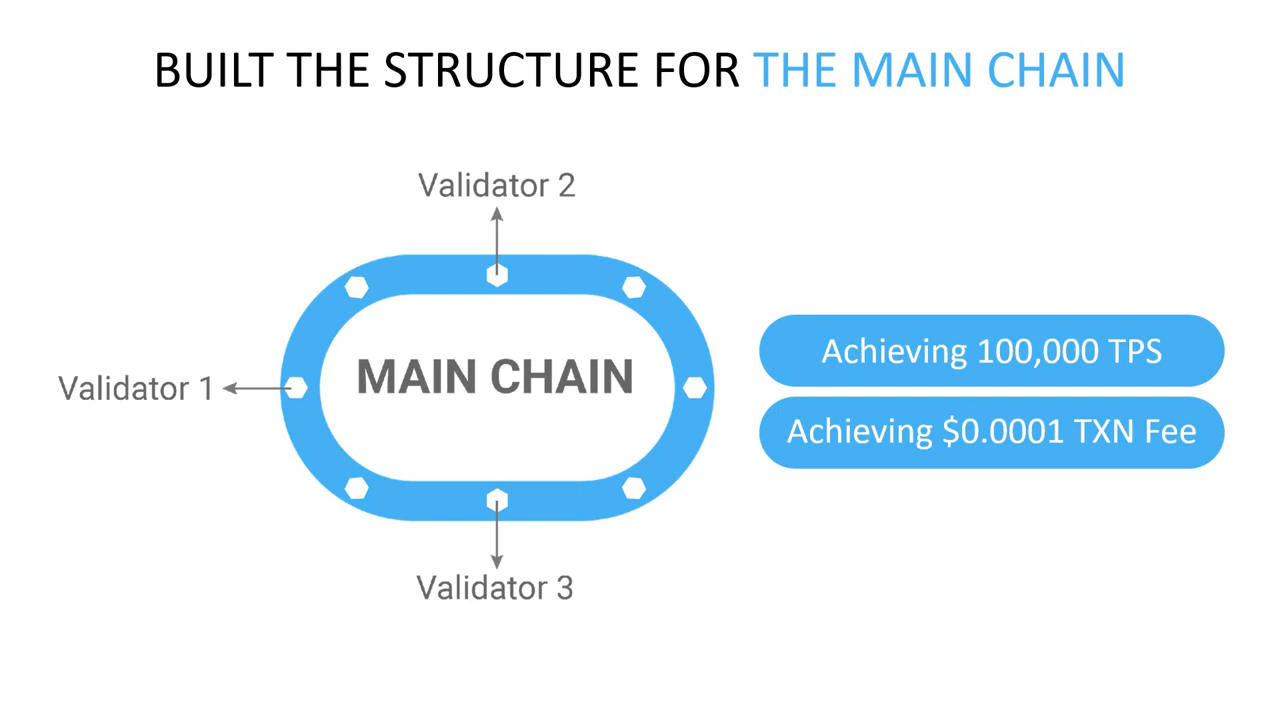 BUILT THE STRUCTURE FOR THE MAIN CHAIN
Validator 2
MAIN CHAIN
Validator 1
Validator 3
Achieving 100,000 TPS
Achieving $0.0001 TXN Fee